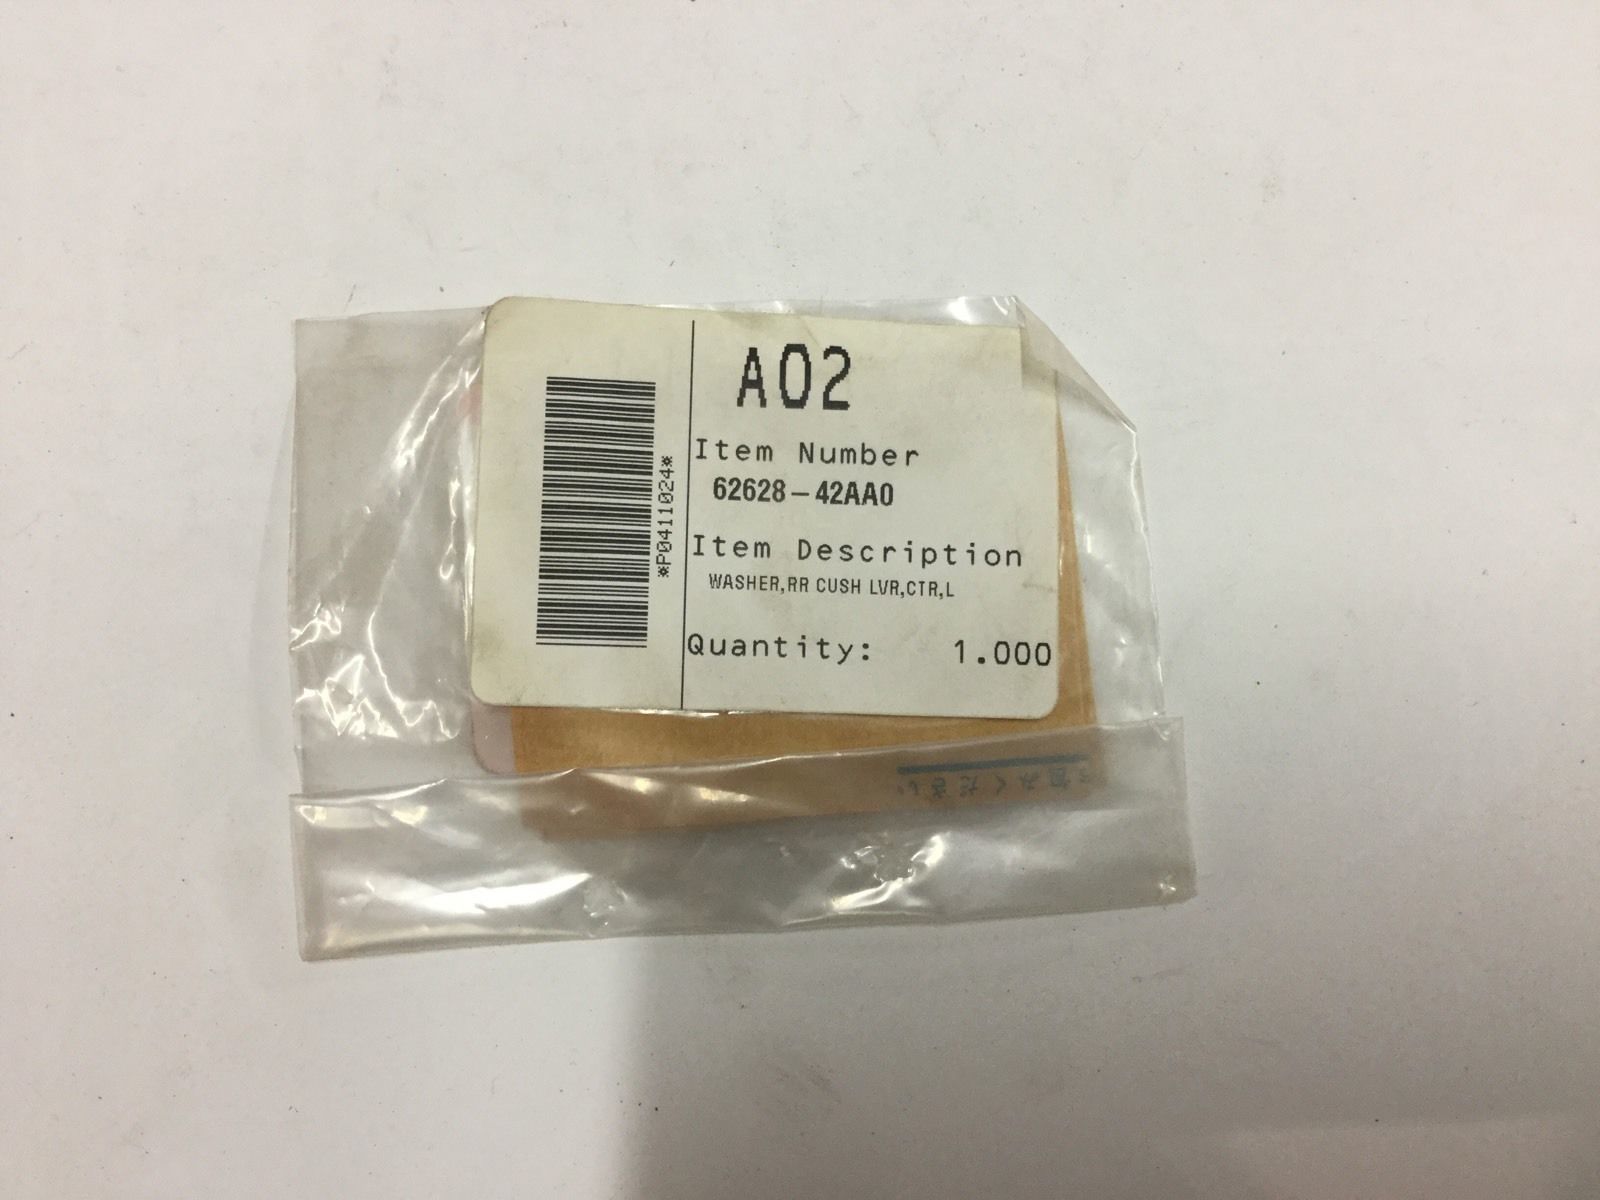 A02
Item Number
62628-42AA0
Item Description
WASHER,RR CUSH LVR,CTR,L
Quantity: 1.000
*P0411024*